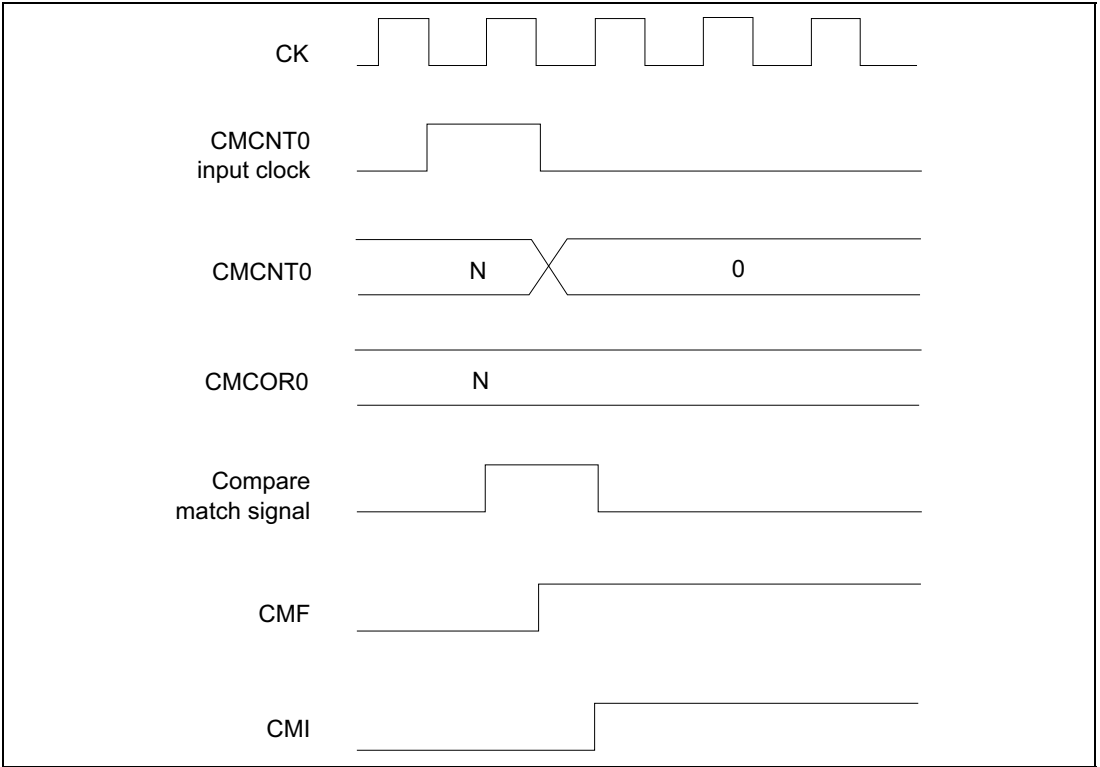 CK
CMCNT0
input clock
CMCNT0
N
0
CMCOR0
N
Compare
match signal
CMF
CMI